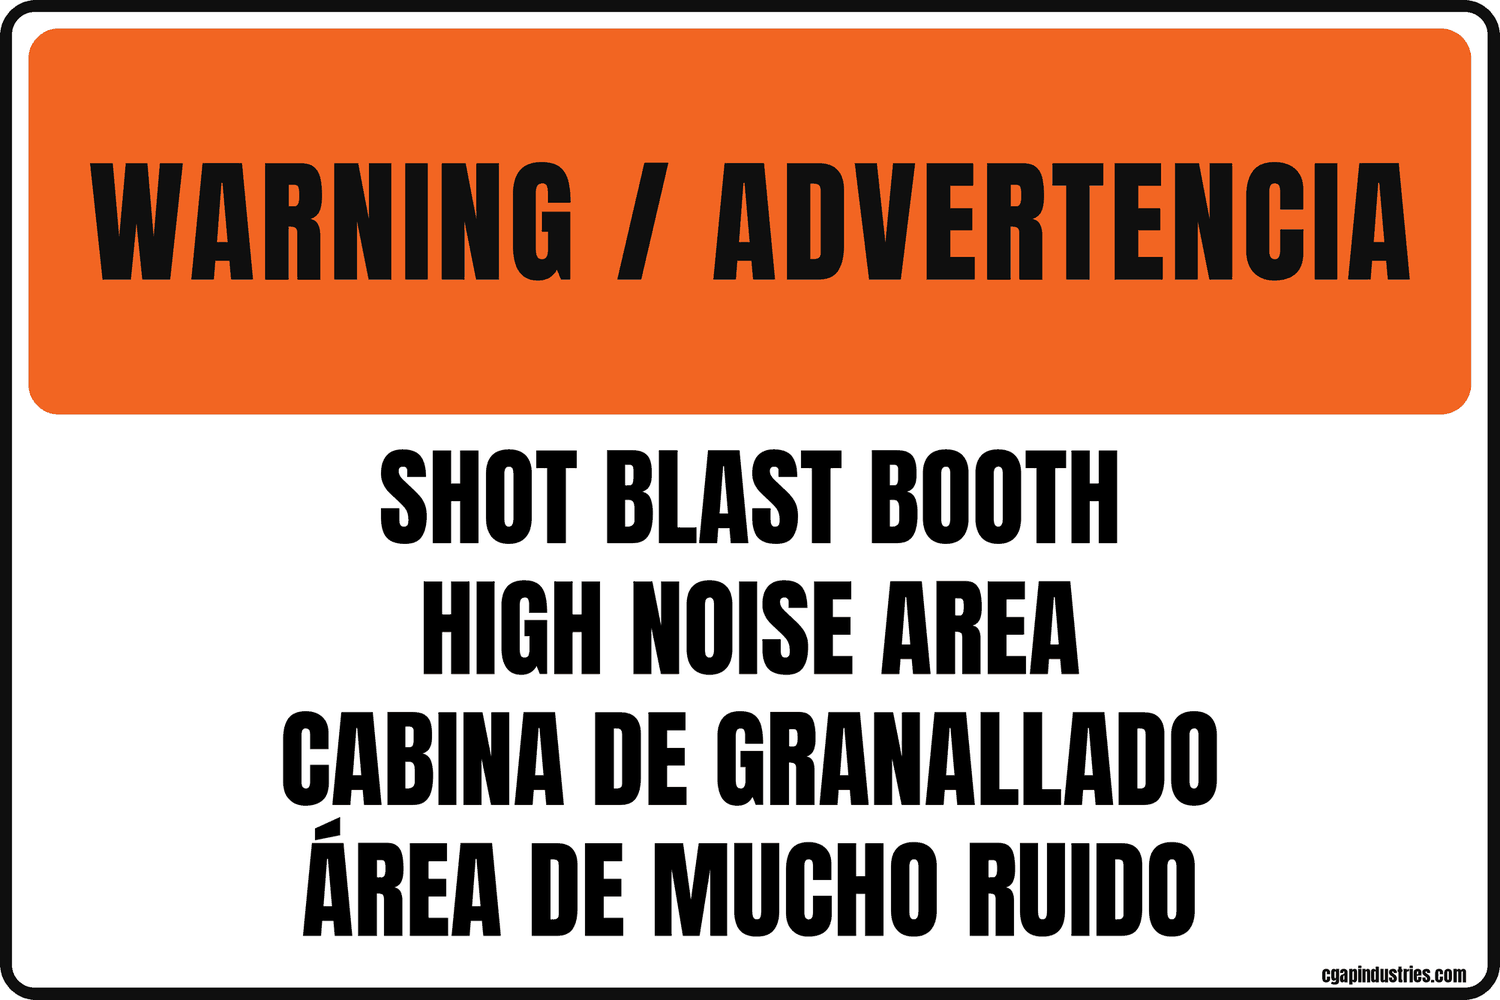 WARNING / ADVERTENCIA
SHOT BLAST BOOTH
HIGH NOISE AREA
CABINA DE GRANALLADO
ÁREA DE MUCHO RUIDO
cgapindustries.com